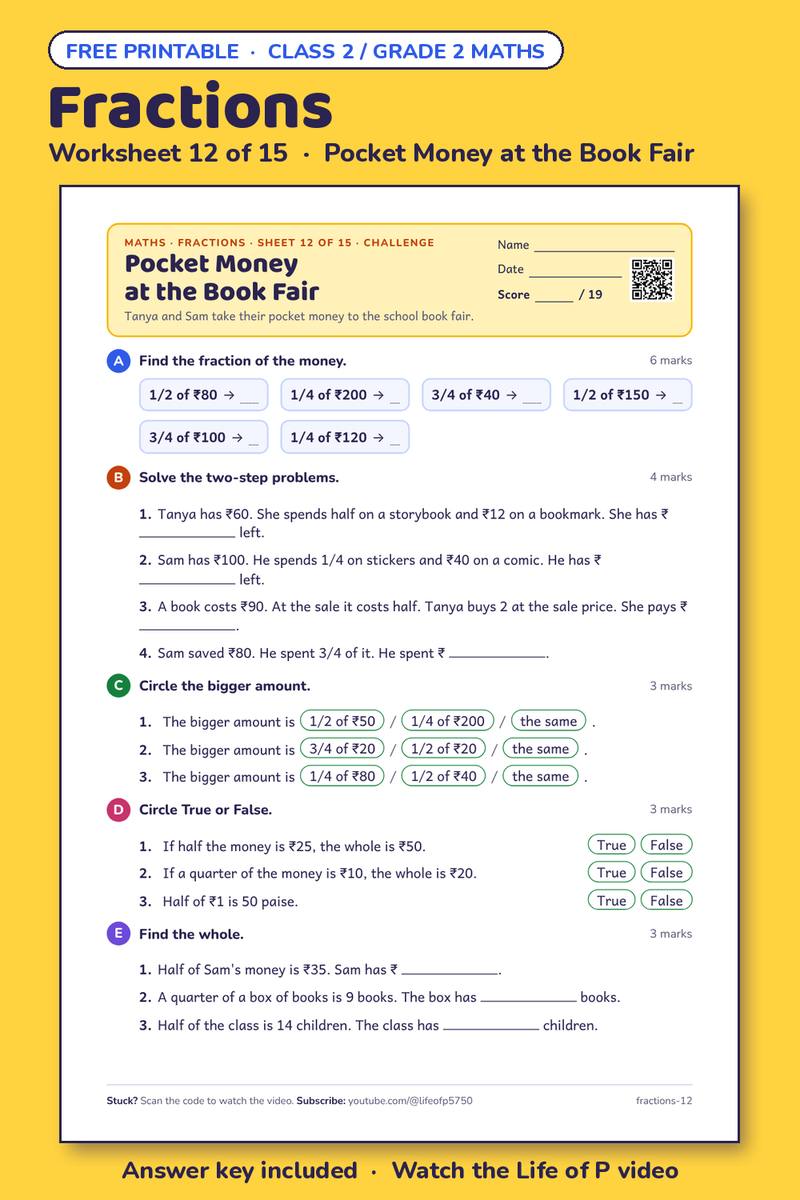 FREE PRINTABLE · CLASS 2 / GRADE 2 MATHS
Fractions
Worksheet 12 of 15 · Pocket Money at the Book Fair
MATHS · FRACTIONS · SHEET 12 OF 15 · CHALLENGE
Pocket Money
at the Book Fair
Tanya and Sam take their pocket money to the school book fair.
Name ____
Date ____
Score ____ / 19
A Find the fraction of the money. 6 marks
1/2 of ₹80 → __ 1/4 of ₹200 → __ 3/4 of ₹40 → __ 1/2 of ₹150 → __
3/4 of ₹100 → __ 1/4 of ₹120 → __
B Solve the two-step problems. 4 marks
1. Tanya has ₹60. She spends half on a storybook and ₹12 on a bookmark. She has ₹
____ left.
2. Sam has ₹100. He spends 1/4 on stickers and ₹40 on a comic. He has ₹
____ left.
3. A book costs ₹90. At the sale it costs half. Tanya buys 2 at the sale price. She pays ₹
____.
4. Sam saved ₹80. He spent 3/4 of it. He spent ₹ ____.
C Circle the bigger amount. 3 marks
1. The bigger amount is 1/2 of ₹50 / 1/4 of ₹200 / the same .
2. The bigger amount is 3/4 of ₹20 / 1/2 of ₹20 / the same .
3. The bigger amount is 1/4 of ₹80 / 1/2 of ₹40 / the same .
D Circle True or False. 3 marks
1. If half the money is ₹25, the whole is ₹50. True False
2. If a quarter of the money is ₹10, the whole is ₹20. True False
3. Half of ₹1 is 50 paise. True False
E Find the whole. 3 marks
1. Half of Sam's money is ₹35. Sam has ₹ ____.
2. A quarter of a box of books is 9 books. The box has ____ books.
3. Half of the class is 14 children. The class has ____ children.
Stuck? Scan the code to watch the video. Subscribe: youtube.com/@lifeofp5750 fractions-12
Answer key included · Watch the Life of P video